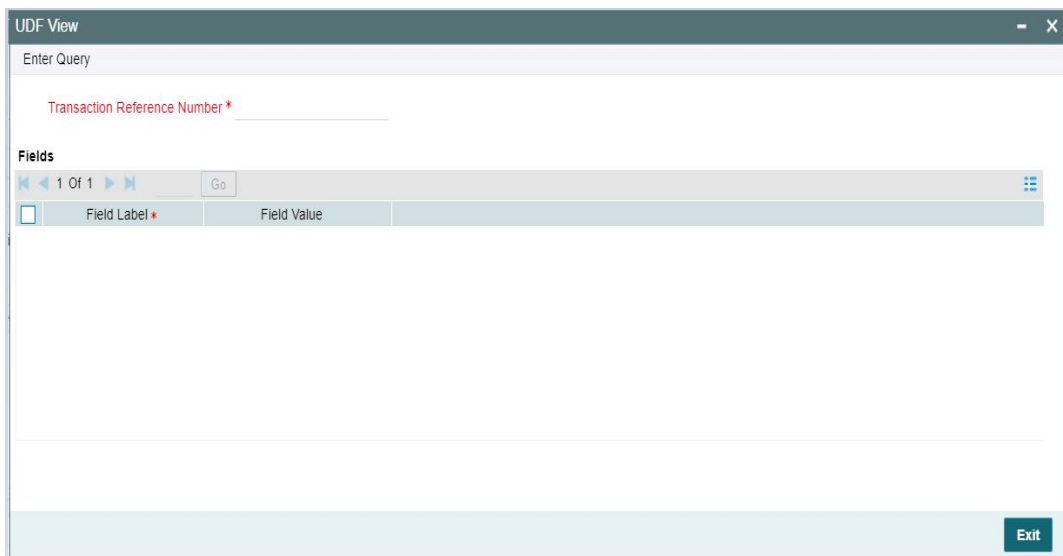 UDF View
Enter Query
Transaction Reference Number *
Fields
1 Of 1 Go
Field Label * Field Value
Exit